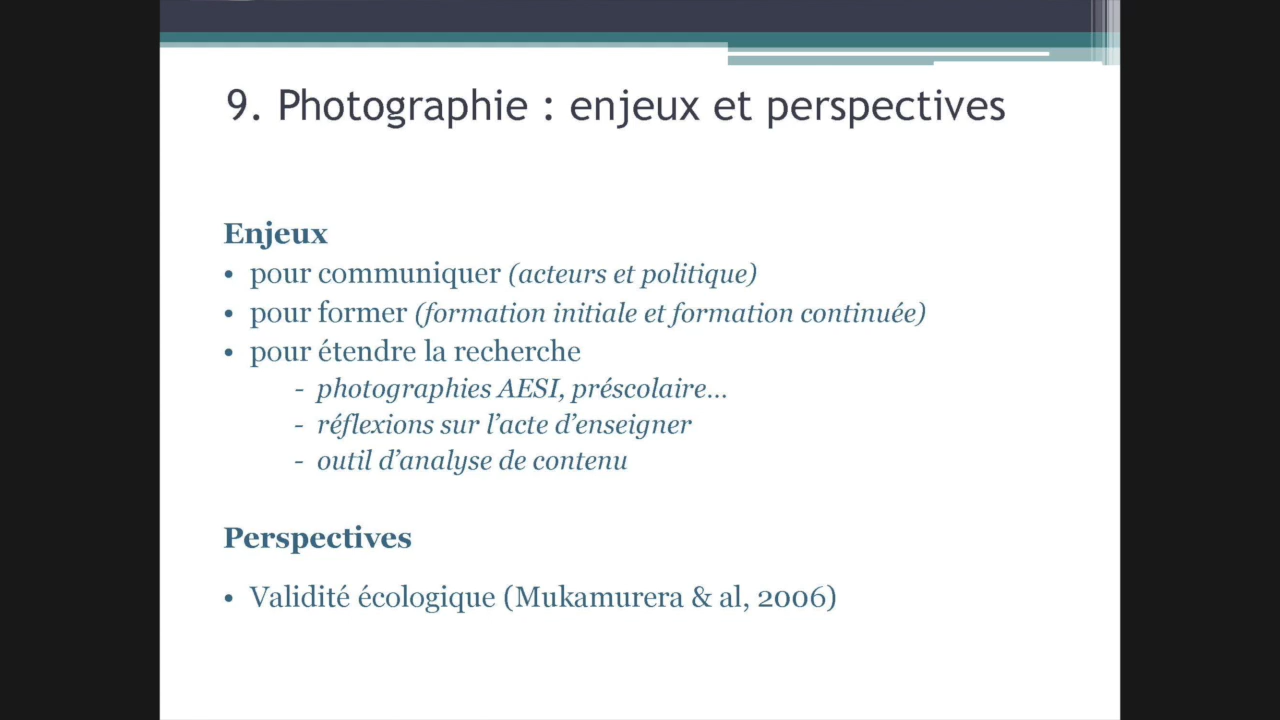 9. Photographie : enjeux et perspectives
Enjeux
• pour communiquer (acteurs et politique)
• pour former (formation initiale et formation continuée)
• pour étendre la recherche
- photographies AESI, préscolaire…
- réflexions sur l’acte d’enseigner
- outil d’analyse de contenu
Perspectives
• Validité écologique (Mukamurera & al, 2006)